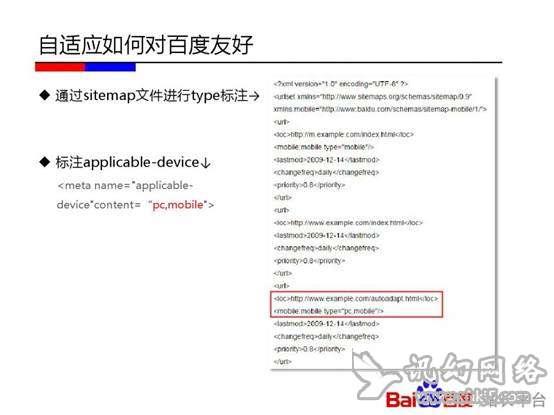 自适应如何对百度友好
◆ 通过sitemap文件进行type标注→
◆ 标注applicable-device↓
<meta name="applicable-
device"content= “pc,mobile">
<?xml version="1.0" encoding="UTF-8" ?>
<urlset xmlns="http://www.sitemaps.org/schemas/sitemap/0.9"
xmlns:mobile="http://www.baidu.com/schemas/sitemap-mobile/1/">
<url>
<loc>http://m.example.com/index.html</loc>
<mobile:mobile type="mobile"/>
<lastmod>2009-12-14</lastmod>
<changefreq>daily</changefreq>
<priority>0.8</priority>
</url>
<url>
<loc>http://www.example.com/index.html</loc>
<lastmod>2009-12-14</lastmod>
<changefreq>daily</changefreq>
<priority>0.8</priority>
</url>
<url>
<loc>http://www.example.com/autoadapt.html</loc>
<mobile:mobile type="pc,mobile"/>
<lastmod>2009-12-14</lastmod>
<changefreq>daily</changefreq>
<priority>0.8</priority>
</url>
讯幻网络
Bai 百度
平台